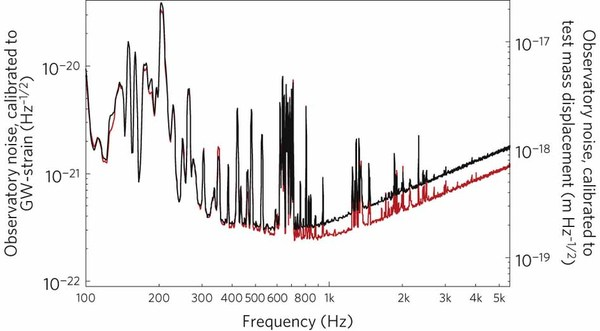 Observatory noise, calibrated to
GW-strain (Hz⁻¹/²)
10⁻²⁰
10⁻²¹
10⁻²²
10⁻¹⁷
10⁻¹⁸
10⁻¹⁹
Observatory noise, calibrated to
test mass displacement (m Hz⁻¹/²)
100 200 300 400 500 600 800 1k 2k 3k 4k 5k
Frequency (Hz)